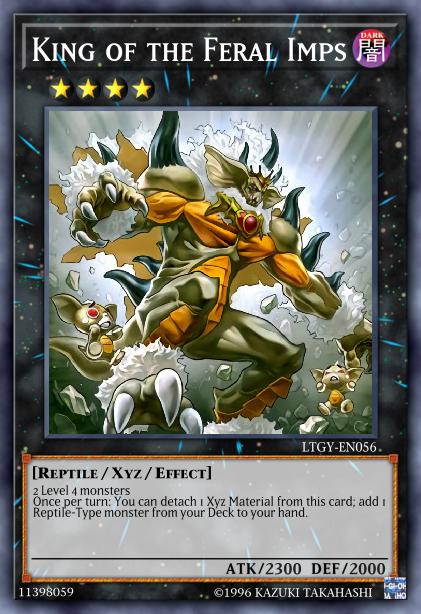 King of the Feral Imps
DARK
闇
LTGY-EN056
[Reptile / Xyz / Effect]
2 Level 4 monsters
Once per turn: You can detach 1 Xyz Material from this card; add 1
Reptile-Type monster from your Deck to your hand.
ATK/2300 DEF/2000
11398059
©1996 KAZUKI TAKAHASHI